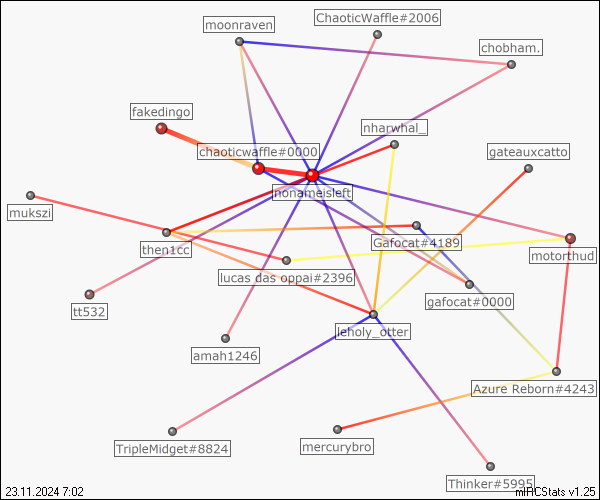 ChaoticWaffle#2006
moonraven
chobham.
fakedingo
nharwhal_
chaoticwaffle#0000
gateauxcatto
nonameisleft
mukszi
then1cc
Gafocat#4189
motorthud
lucas das oppai#2396
gafocat#0000
tt532
leholy_otter
amah1246
Azure Reborn#4243
TripleMidget#8824
mercurybro
Thinker#5995
23.11.2024 7:02
mIRCStats v1.25